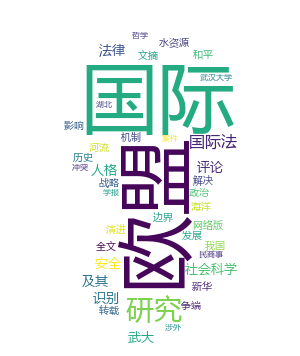 哲学
法律
水资源
文摘
和平
国际
武汉大学
湖北
影响
机制
事件
国际法
河流
欧盟
历史
评论
冲突
人格
解决
战略
政治
学报
海洋
边界
网络版
演进
发展
全文
我国
安全
民商事
社会科学
及其
新华
识别
研究
争端
转载
涉外
武大